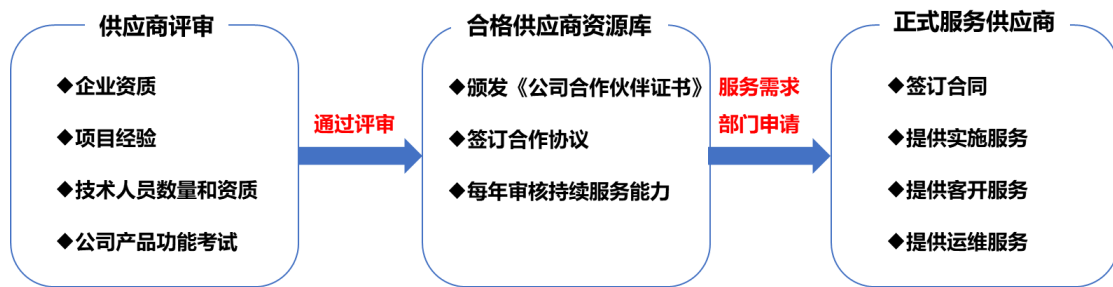 供应商评审
◆企业资质
◆项目经验
◆技术人员数量和资质
◆公司产品功能考试
通过评审
合格供应商资源库
◆颁发《公司合作伙伴证书》
◆签订合作协议
◆每年审核持续服务能力
服务需求
部门申请
正式服务供应商
◆签订合同
◆提供实施服务
◆提供客开服务
◆提供运维服务